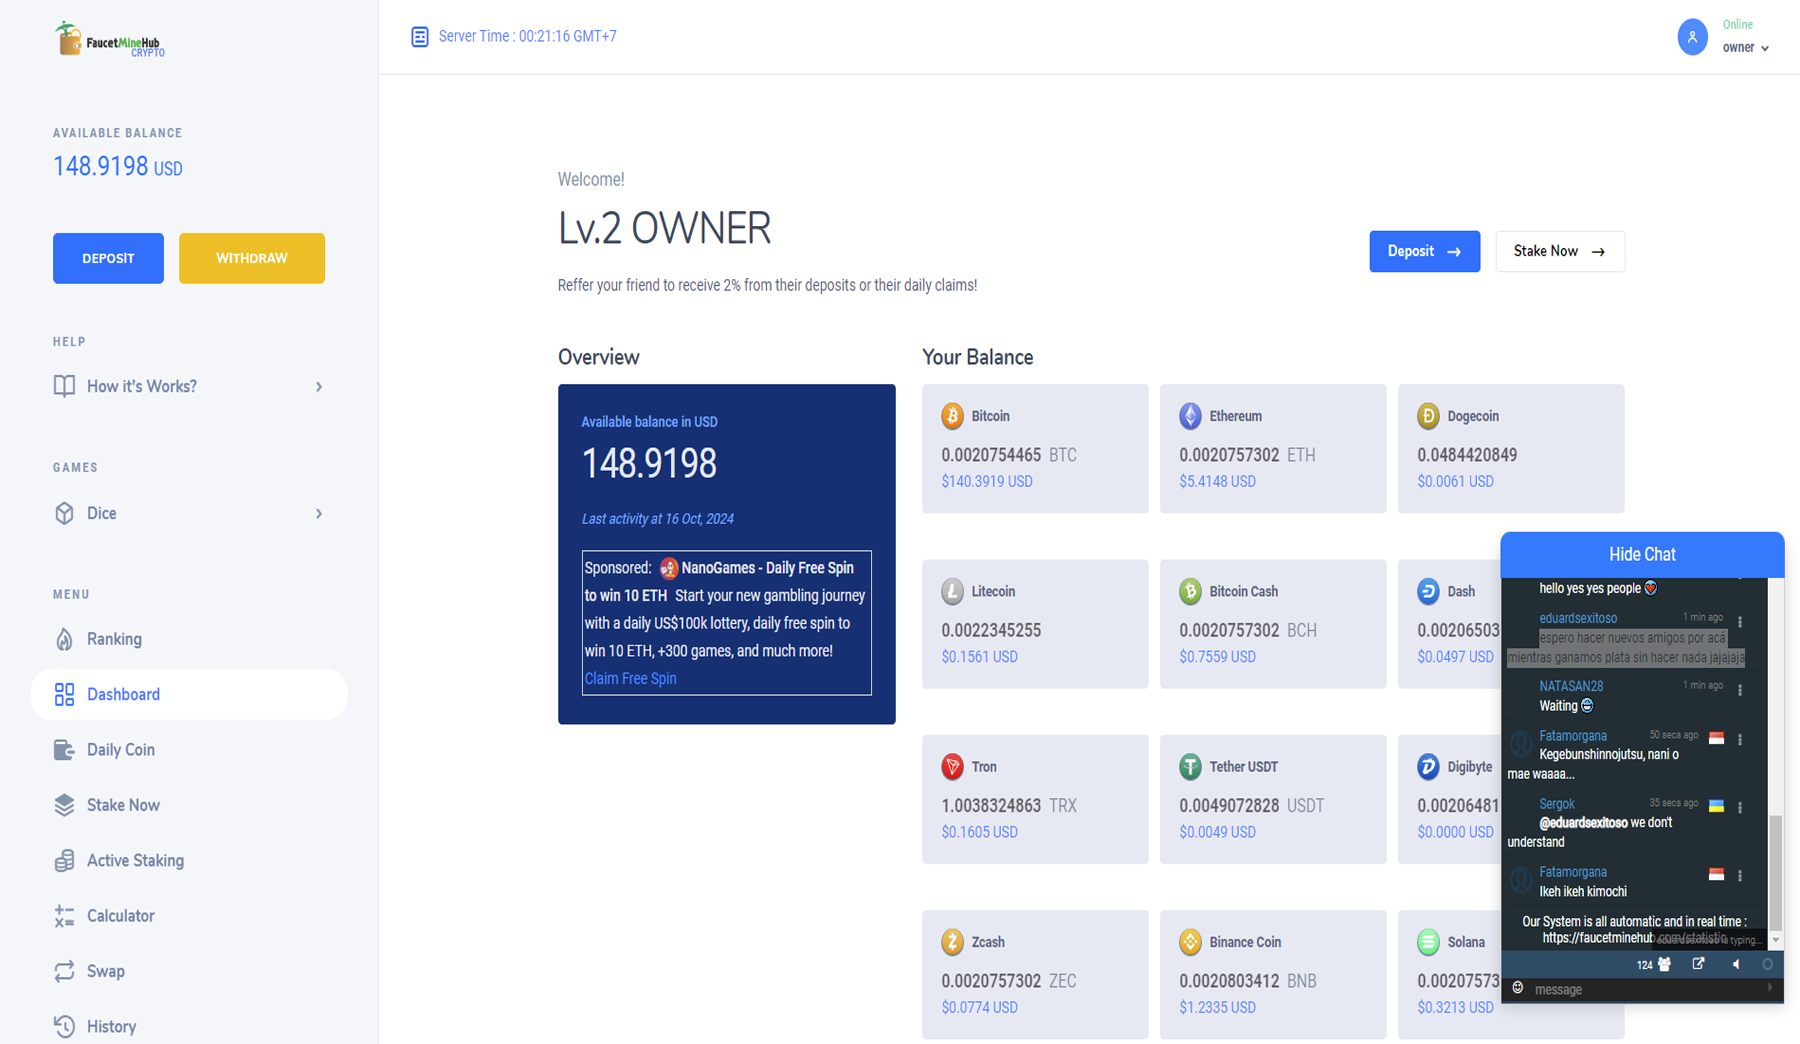 FaucetMineHub
CRYPTO
Server Time : 00:21:16 GMT+7
Online
owner
AVAILABLE BALANCE
148.9198 USD
DEPOSIT
WITHDRAW
HELP
How it's Works?
GAMES
Dice
MENU
Ranking
Dashboard
Daily Coin
Stake Now
Active Staking
Calculator
Swap
History
Welcome!
Lv.2 OWNER
Reffer your friend to receive 2% from their deposits or their daily claims!
Deposit
Stake Now
Overview
Available balance in USD
148.9198
Last activity at 16 Oct, 2024
Sponsored: NanoGames - Daily Free Spin
to win 10 ETH Start your new gambling journey
with a daily US$100k lottery, daily free spin to
win 10 ETH, +300 games, and much more!
Claim Free Spin
Your Balance
Bitcoin
0.0020754465 BTC
$140.3919 USD
Ethereum
0.0020757302 ETH
$5.4148 USD
Dogecoin
0.0484420849
$0.0061 USD
Litecoin
0.0022345255
$0.1561 USD
Bitcoin Cash
0.0020757302 BCH
$0.7559 USD
Dash
0.00206503
$0.0497 USD
Tron
1.0038324863 TRX
$0.1605 USD
Tether USDT
0.0049072828 USDT
$0.0049 USD
Digibyte
0.00206481
$0.0000 USD
Zcash
0.0020757302 ZEC
$0.0774 USD
Binance Coin
0.0020803412 BNB
$1.2335 USD
Solana
0.00207573
$0.3213 USD
Hide Chat
hello yes yes people
eduardsexitoso 1 min ago
espero hacer nuevos amigos por acá
mientras ganamos plata sin hacer nada jajajaja
NATASAN28 1 min ago
Waiting
Fatamorgana 50 secs ago
Kegebunshinnojutsu, nani o
mae waaaa...
Sergok 35 secs ago
@eduardsexitoso we don't
understand
Fatamorgana
Ikeh ikeh kimochi
Our System is all automatic and in real time :
https://faucetminehub.com/statistic
eduardsexitoso is typing...
124
message